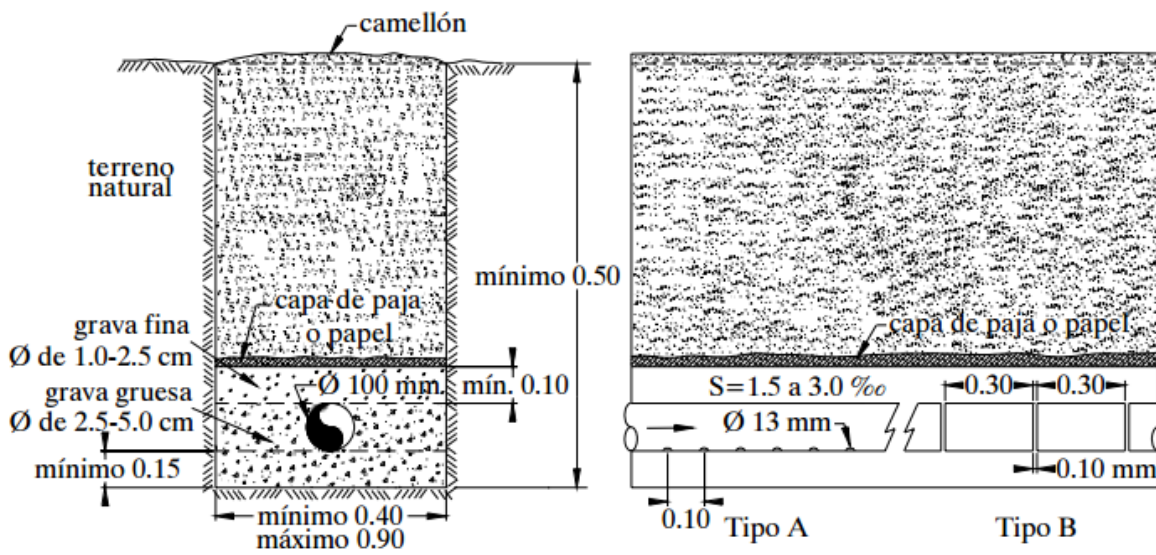 camellón
terreno
natural
mínimo 0.50
capa de paja
o papel
grava fina
Ø de 1.0-2.5 cm
grava gruesa
Ø de 2.5-5.0 cm
Ø 100 mm.
mín. 0.10
mínimo 0.15
mínimo 0.40
máximo 0.90
capa de paja o papel
S=1.5 a 3.0 ‰
0.30
0.30
Ø 13 mm
0.10 mm
0.10
Tipo A
Tipo B